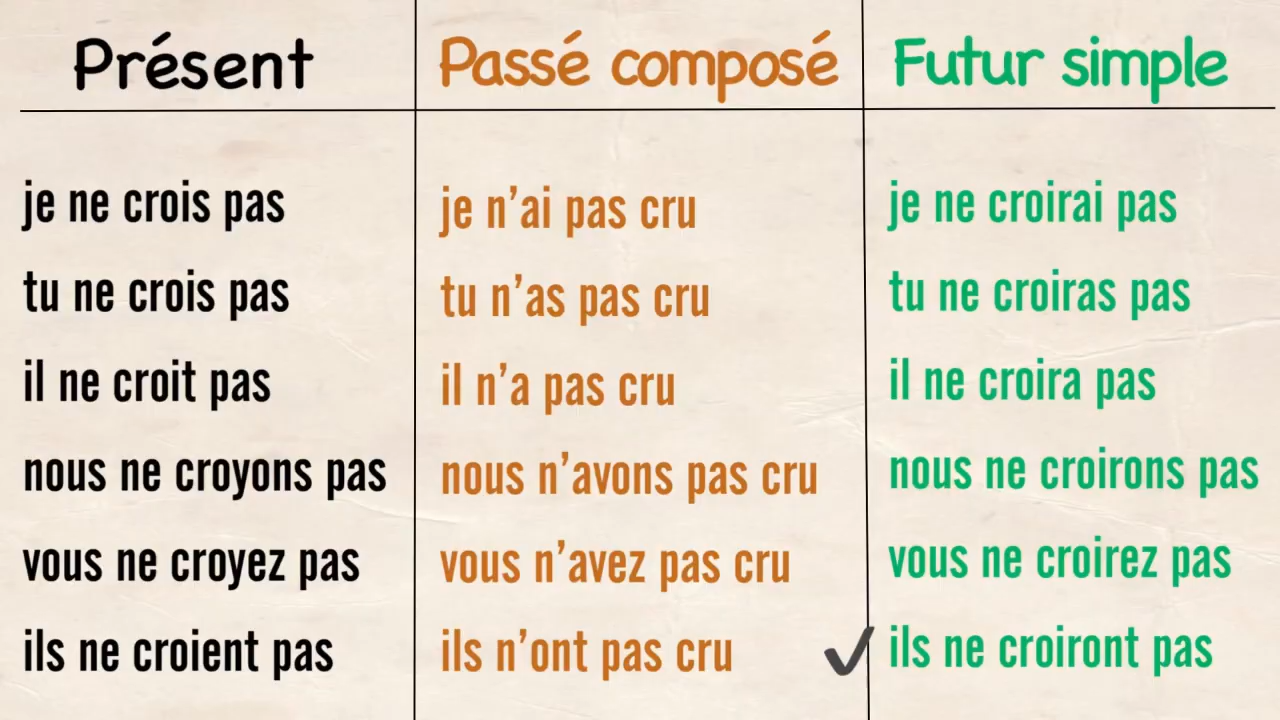 Présent
je ne crois pas
tu ne crois pas
il ne croit pas
nous ne croyons pas
vous ne croyez pas
ils ne croient pas
Passé composé
je n’ai pas cru
tu n’as pas cru
il n’a pas cru
nous n’avons pas cru
vous n’avez pas cru
ils n’ont pas cru
Futur simple
je ne croirai pas
tu ne croiras pas
il ne croira pas
nous ne croirons pas
vous ne croirez pas
ils ne croiront pas